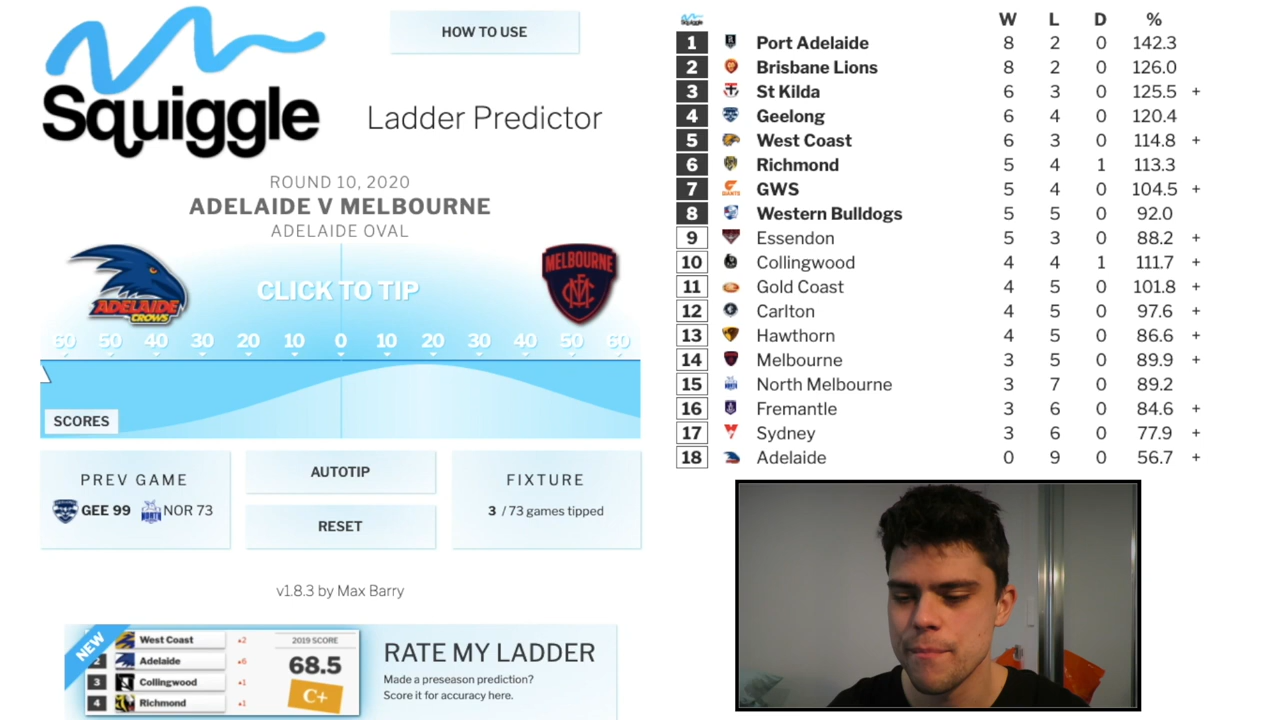 Squiggle
HOW TO USE
Ladder Predictor
ROUND 10, 2020
ADELAIDE V MELBOURNE
ADELAIDE OVAL
ADELAIDE
CROWS
CLICK TO TIP
MELBOURNE
60 50 40 30 20 10 0 10 20 30 40 50 60
SCORES
PREV GAME
GEE 99 NOR 73
AUTOTIP
RESET
FIXTURE
3 / 73 games tipped
v1.8.3 by Max Barry
NEW
West Coast 2
2 Adelaide 6
3 Collingwood 1
4 Richmond 1
2019 SCORE
68.5
C+
RATE MY LADDER
Made a preseason prediction?
Score it for accuracy here.
W L D %
1 Port Adelaide 8 2 0 142.3
2 Brisbane Lions 8 2 0 126.0
3 St Kilda 6 3 0 125.5 +
4 Geelong 6 4 0 120.4
5 West Coast 6 3 0 114.8 +
6 Richmond 5 4 1 113.3
7 GWS 5 4 0 104.5 +
8 Western Bulldogs 5 5 0 92.0
9 Essendon 5 3 0 88.2 +
10 Collingwood 4 4 1 111.7 +
11 Gold Coast 4 5 0 101.8 +
12 Carlton 4 5 0 97.6 +
13 Hawthorn 4 5 0 86.6 +
14 Melbourne 3 5 0 89.9 +
15 North Melbourne 3 7 0 89.2
16 Fremantle 3 6 0 84.6 +
17 Sydney 3 6 0 77.9 +
18 Adelaide 0 9 0 56.7 +